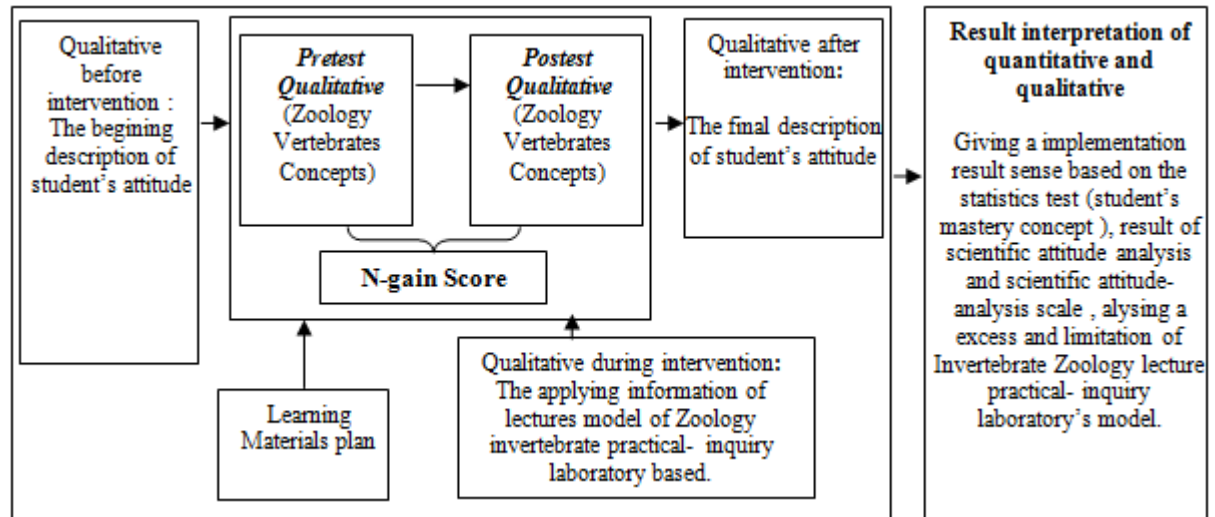 Qualitative
before
intervention :
The begining
description of
student's attitude
Pretest
Qualitative
(Zoology
Vertebrates
Concepts)
Postest
Qualitative
(Zoology
Vertebrates
Concepts)
N-gain Score
Qualitative after
intervention:
The final description
of student's attitude
Learning
Materials plan
Qualitative during intervention:
The applying information of
lectures model of Zoology
invertebrate practical- inquiry
laboratory based.
Result interpretation of
quantitative and
qualitative
Giving a implementation
result sense based on the
statistics test (student's
mastery concept ), result of
scientific attitude analysis
and scientific attitude-
analysis scale , alysing a
excess and limitation of
Invertebrate Zoology lecture
practical- inquiry
laboratory's model.